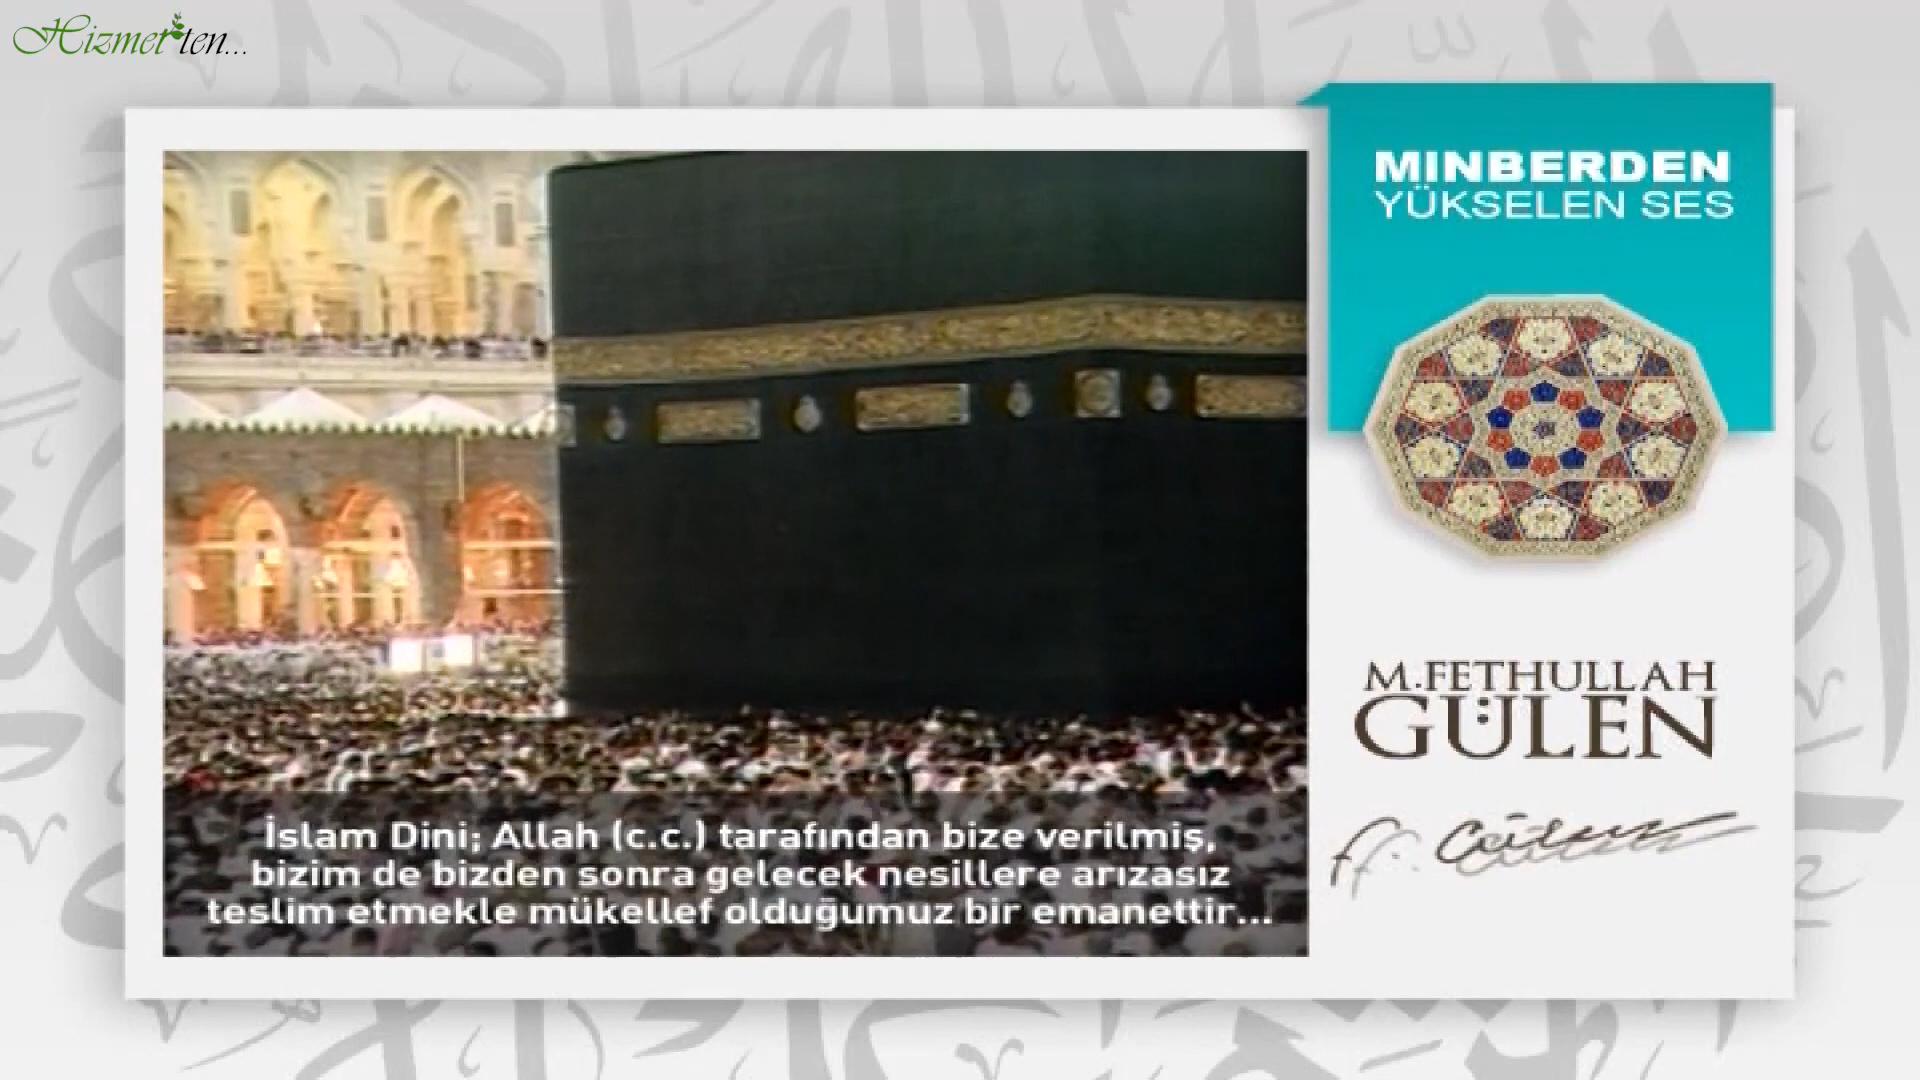 Hizmet'ten...
MINBERDEN
YÜKSELEN SES
M.FETHULLAH
GÜLEN
F. Gülen
İslam Dini; Allah (c.c.) tarafından bize verilmiş,
bizim de bizden sonra gelecek nesillere arızasız
teslim etmekle mükellef olduğumuz bir emanettir...